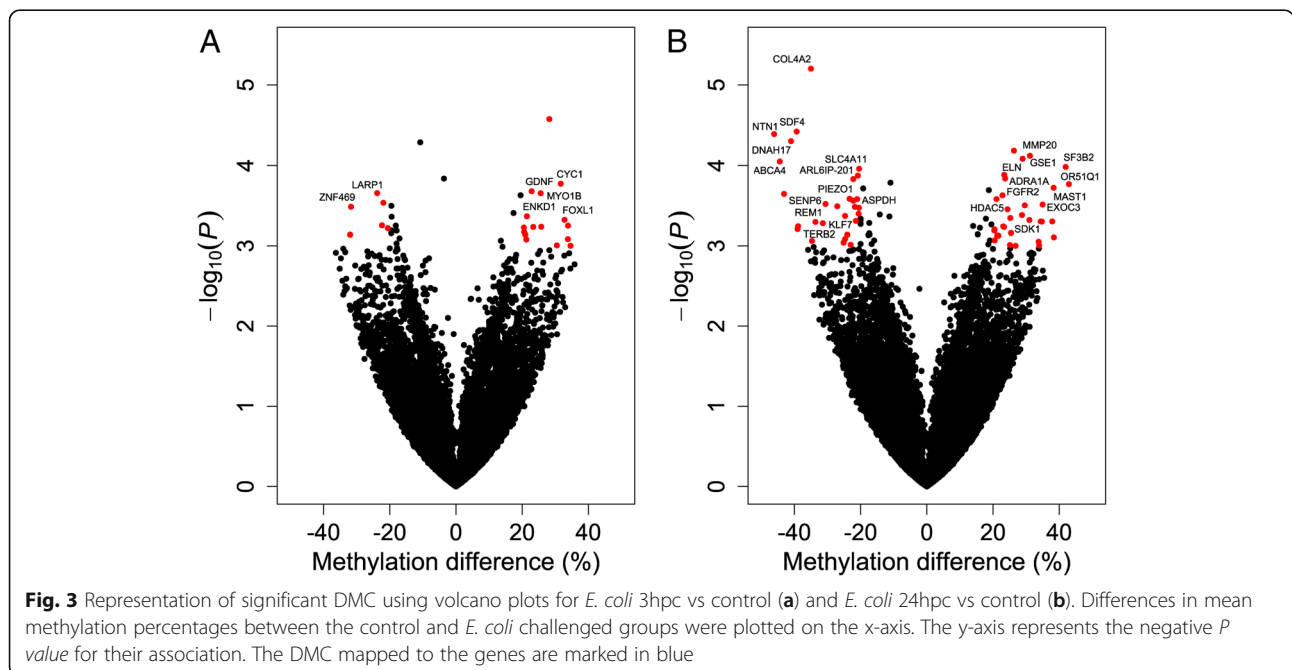 A
B
COL4A2
NTN1
SDF4
DNAH17
ABCA4
SLC4A11
ARL6IP-201
PIEZO1
ASPDH
SENP6
REM1
KLF7
TERB2
MMP20
SF3B2
GSE1
ELN
OR51Q1
ADRA1A
FGFR2
MAST1
HDAC5
EXOC3
SDK1
ZNF469
LARP1
CYC1
GDNF
MYO1B
ENKD1
FOXL1
−log10(P)
5
4
3
2
1
0
-40 -20 0 20 40
Methylation difference (%)
−log10(P)
5
4
3
2
1
0
-40 -20 0 20 40
Methylation difference (%)
Fig. 3 Representation of significant DMC using volcano plots for E. coli 3hpc vs control (a) and E. coli 24hpc vs control (b). Differences in mean
methylation percentages between the control and E. coli challenged groups were plotted on the x-axis. The y-axis represents the negative P
value for their association. The DMC mapped to the genes are marked in blue